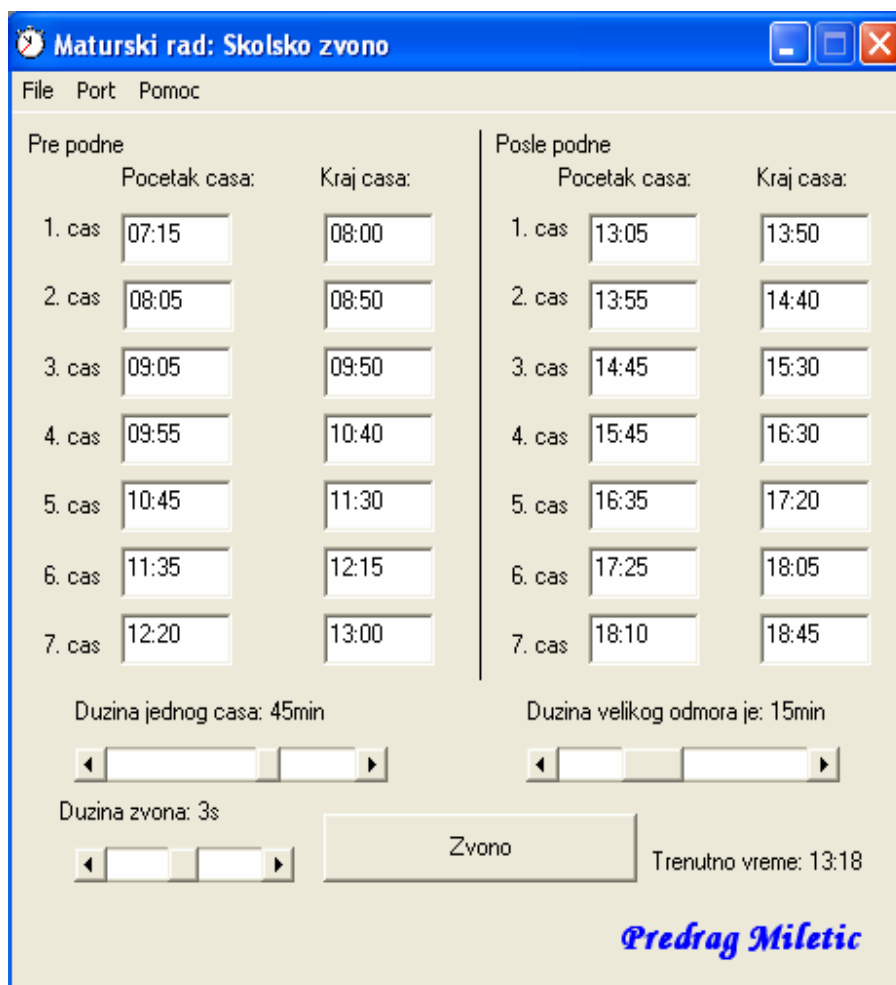 Maturski rad: Skolsko zvono
File Port Pomoc
Pre podne Posle podne
Pocetak casa: Kraj casa: Pocetak casa: Kraj casa:
1. cas 07:15 08:00 1. cas 13:05 13:50
2. cas 08:05 08:50 2. cas 13:55 14:40
3. cas 09:05 09:50 3. cas 14:45 15:30
4. cas 09:55 10:40 4. cas 15:45 16:30
5. cas 10:45 11:30 5. cas 16:35 17:20
6. cas 11:35 12:15 6. cas 17:25 18:05
7. cas 12:20 13:00 7. cas 18:10 18:45
Duzina jednog casa: 45min Duzina velikog odmora je: 15min
Duzina zvona: 3s
Zvono
Trenutno vreme: 13:18
Predrag Miletic